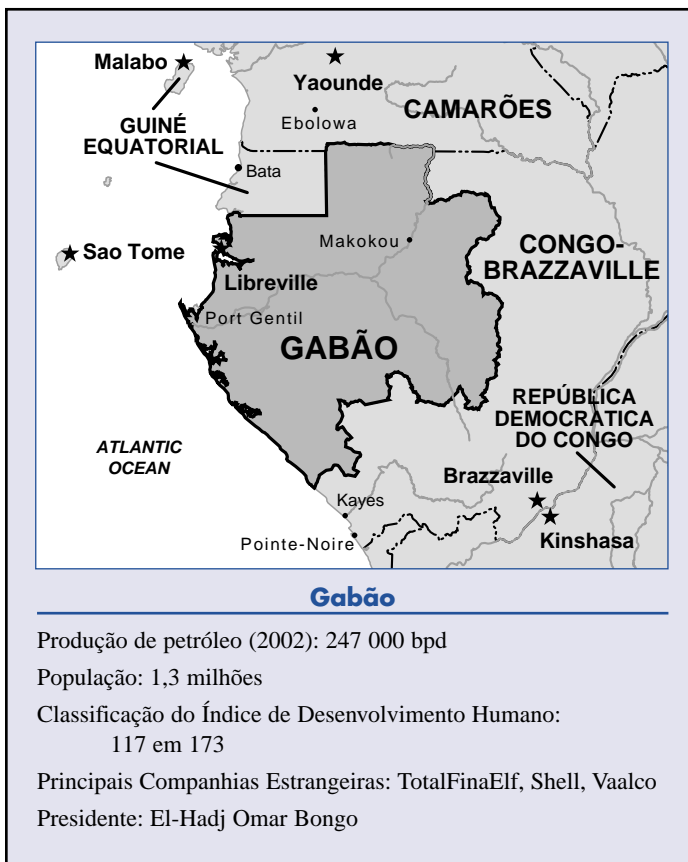 Malabo
Yaounde
CAMARÕES
Ebolowa
GUINÉ
EQUATORIAL
Bata
Makokou
CONGO-
BRAZZAVILLE
Sao Tome
Libreville
Port Gentil
GABÃO
REPÚBLICA
DEMOCRÁTICA
DO CONGO
ATLANTIC
OCEAN
Brazzaville
Kayes
Kinshasa
Pointe-Noire
Gabão
Produção de petróleo (2002): 247 000 bpd
População: 1,3 milhões
Classificação do Índice de Desenvolvimento Humano:
117 em 173
Principais Companhias Estrangeiras: TotalFinaElf, Shell, Vaalco
Presidente: El-Hadj Omar Bongo